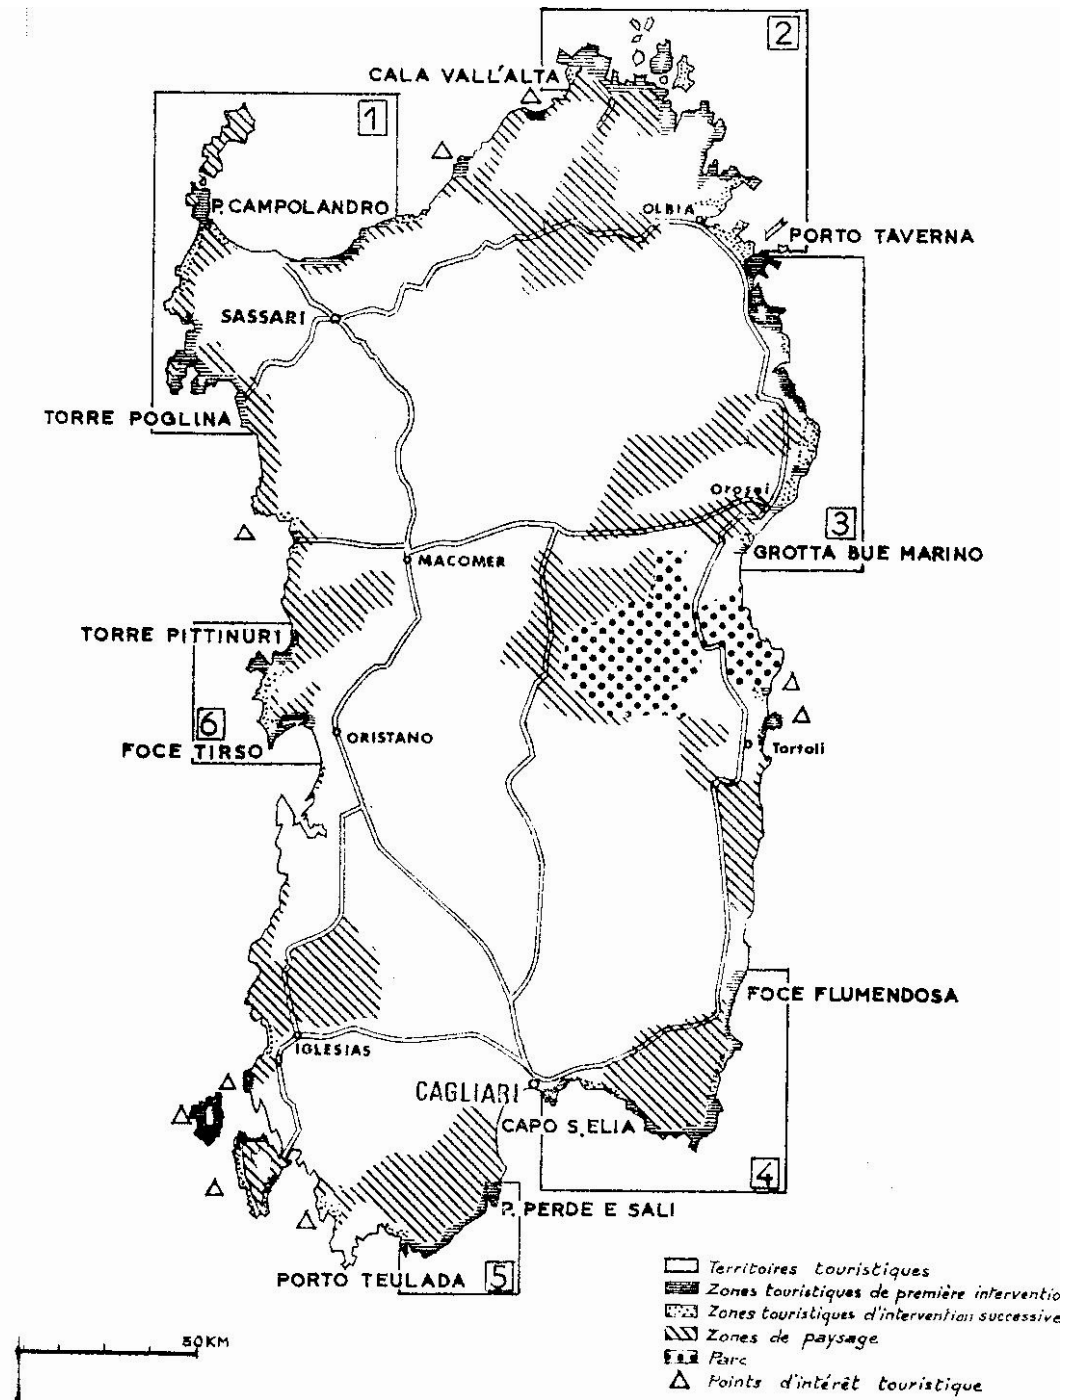 2
CALA VALL'ALTA
1
P. CAMPOLANDRO
OLBIA
PORTO TAVERNA
SASSARI
TORRE POGLINA
Orosei
3
GROTTA BUE MARINO
MACOMER
TORRE PITTINURI
6
ORISTANO
FOCE TIRSO
Tortoli
FOCE FLUMENDOSA
IGLESIAS
CAGLIARI
CAPO S. ELIA
4
P. PERDE E SALI
PORTO TEULADA
5
Territoires touristiques
Zones touristiques de première interventio
Zones touristiques d'intervention successive
Zones de paysage
Parc
Points d'intérêt touristique
50KM